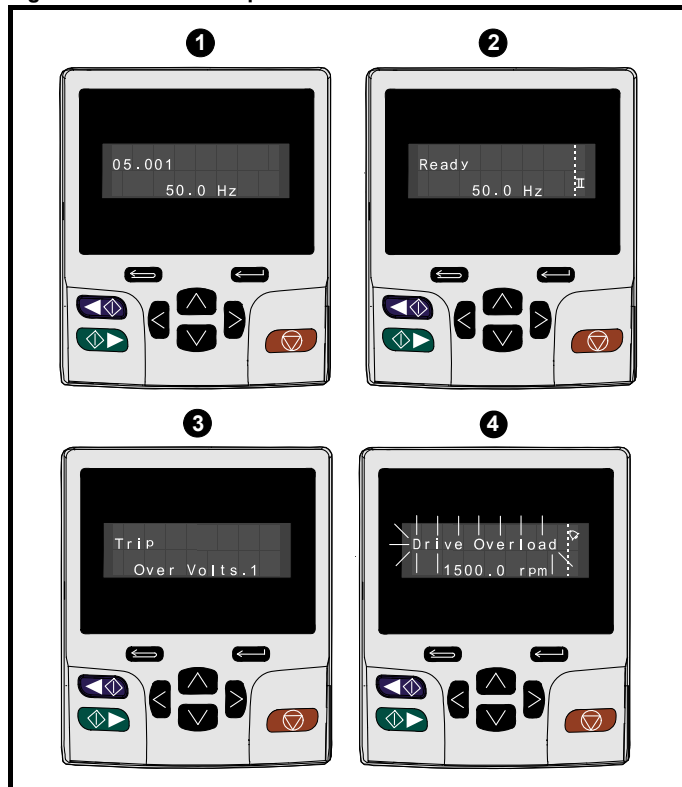 1
2
05.001
50.0 Hz
Ready
50.0 Hz
3
4
Trip
Over Volts.1
Drive Overload
1500.0 rpm